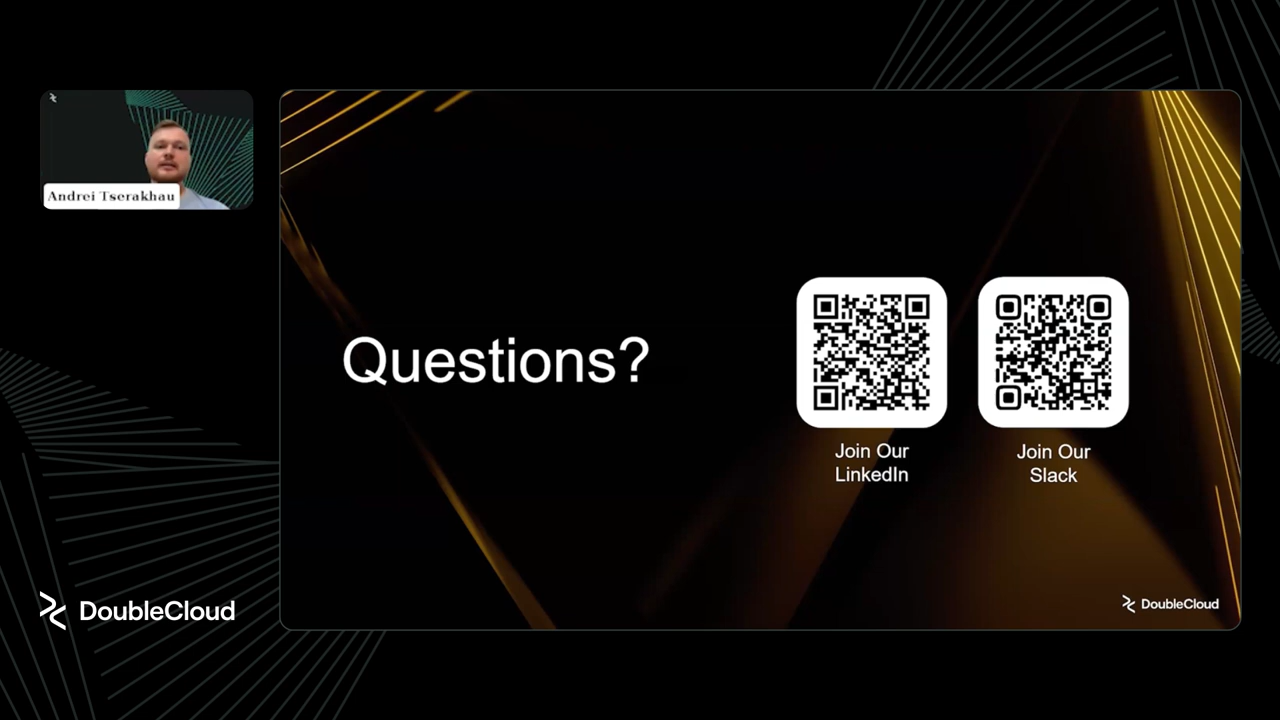 Andrei Tserakhau
Questions?
Join Our
LinkedIn
Join Our
Slack
DoubleCloud
DoubleCloud